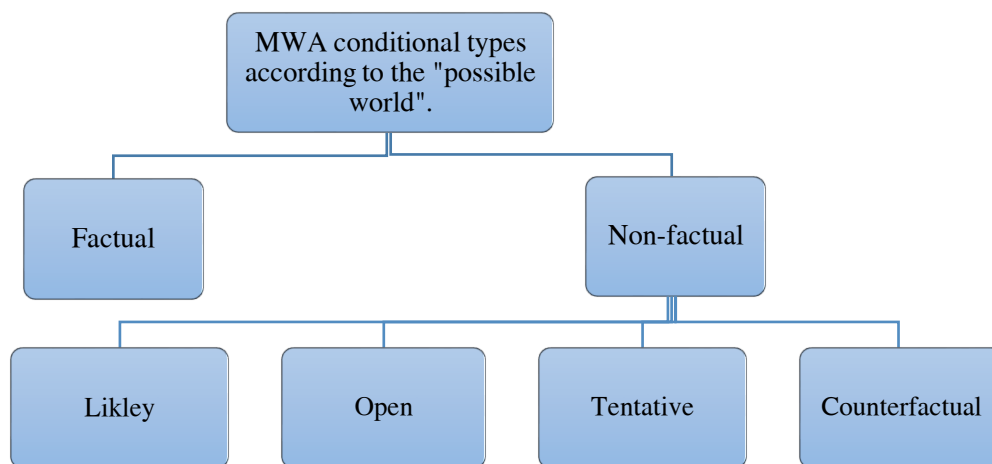 MWA conditional types
according to the "possible
world".
Factual
Non-factual
Likley
Open
Tentative
Counterfactual